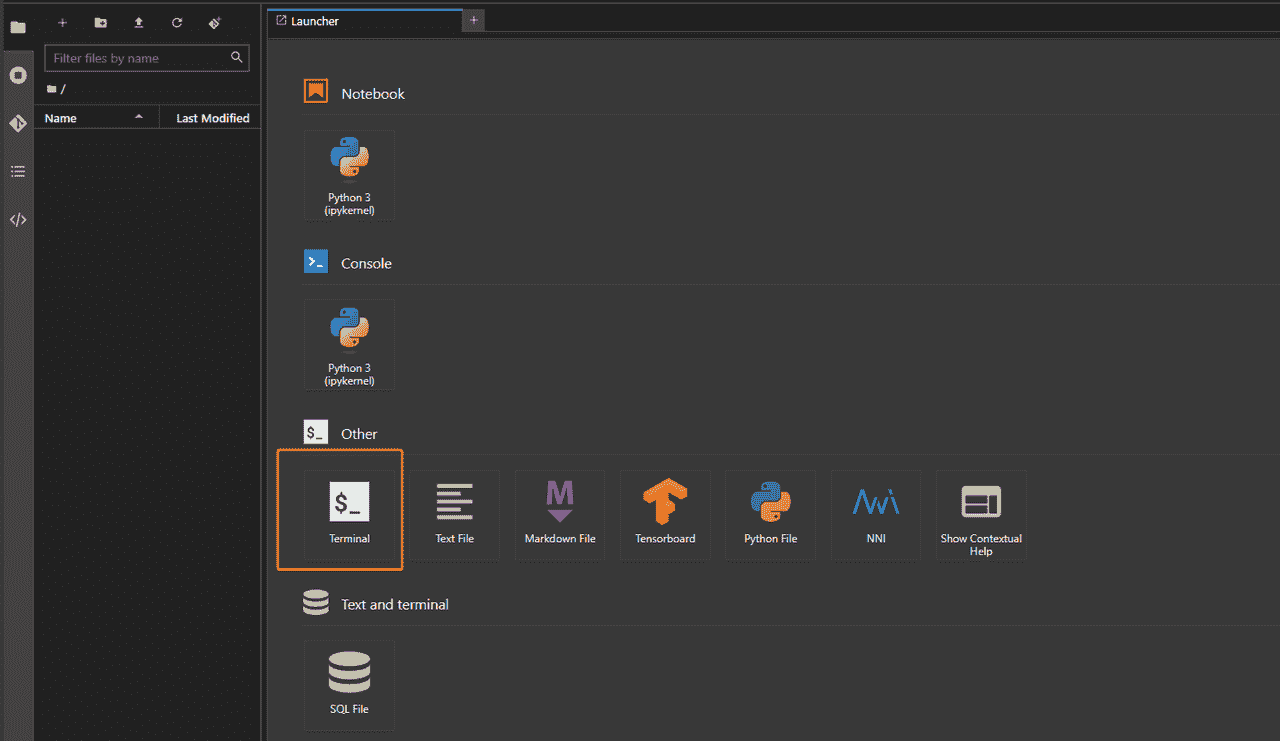 Launcher
Filter files by name
/
Name
Last Modified
Notebook
Python 3
(ipykernel)
>_
Console
Python 3
(ipykernel)
$_
Other
$_
Terminal
Text File
M
Markdown File
Tensorboard
Python File
NNI
Show Contextual
Help
Text and terminal
SQL File